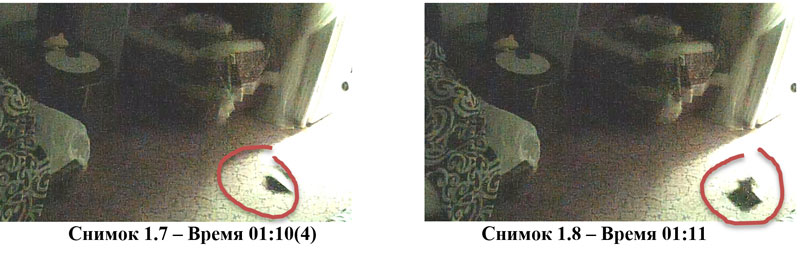 Снимок 1.7 – Время 01:10(4)
Снимок 1.8 – Время 01:11